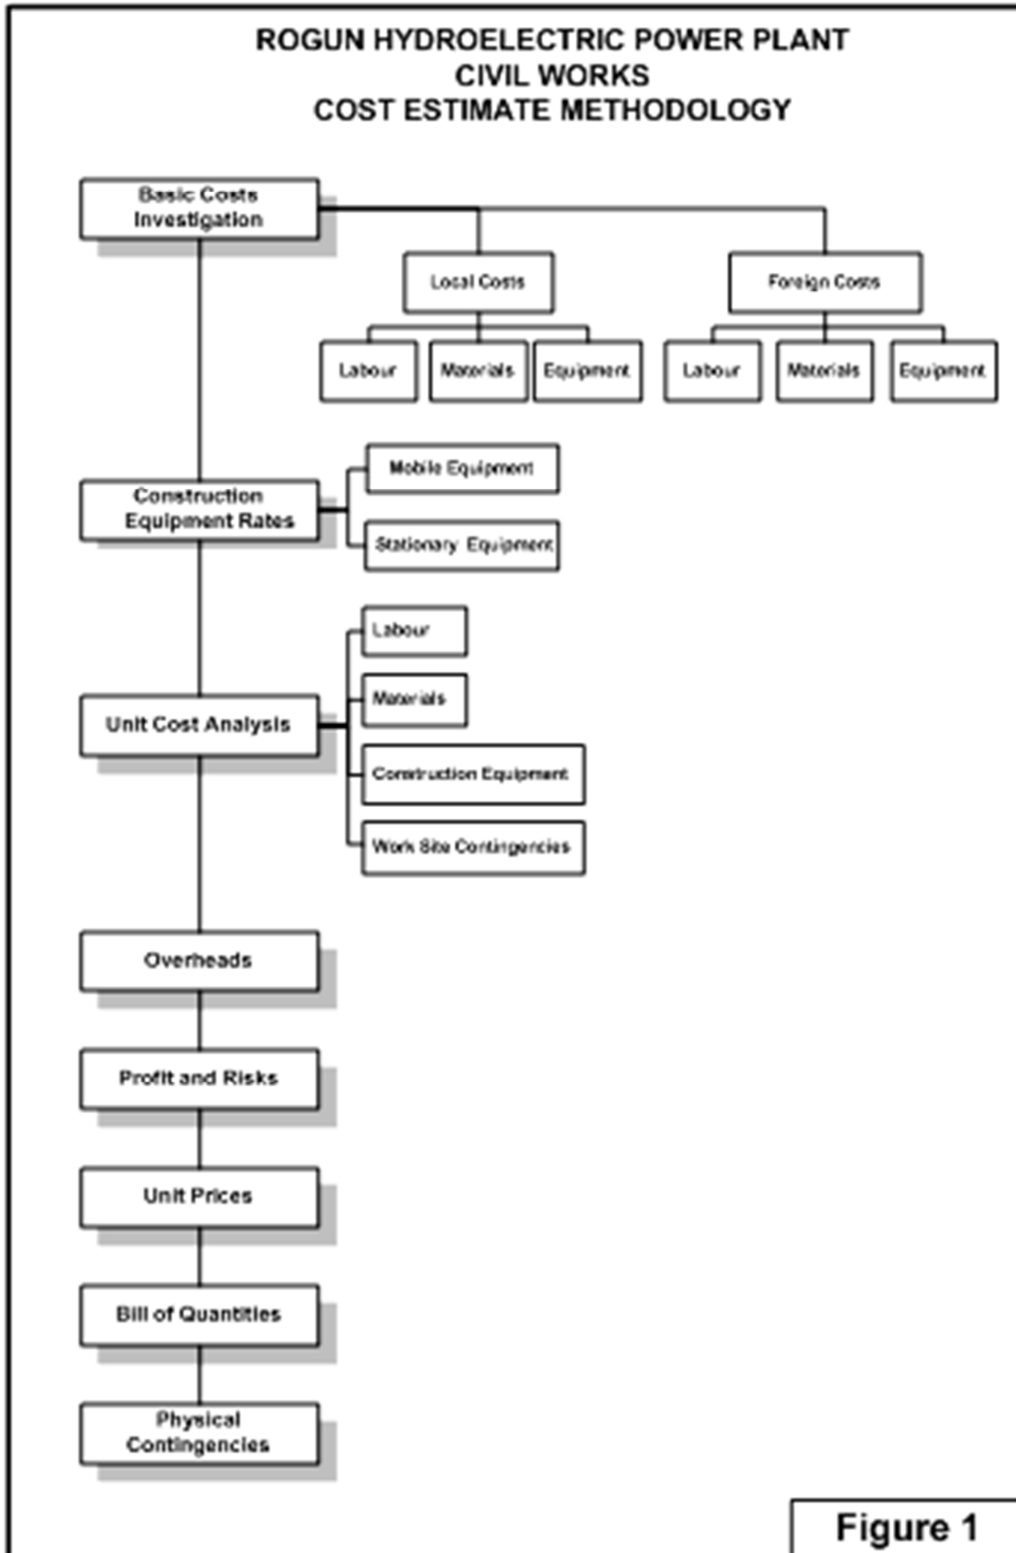 ROGUN HYDROELECTRIC POWER PLANT
CIVIL WORKS
COST ESTIMATE METHODOLOGY
Basic Costs
Investigation
Local Costs
Foreign Costs
Labour
Materials
Equipment
Labour
Materials
Equipment
Construction
Equipment Rates
Mobile Equipment
Stationary Equipment
Unit Cost Analysis
Labour
Materials
Construction Equipment
Work Site Contingencies
Overheads
Profit and Risks
Unit Prices
Bill of Quantities
Physical
Contingencies
Figure 1